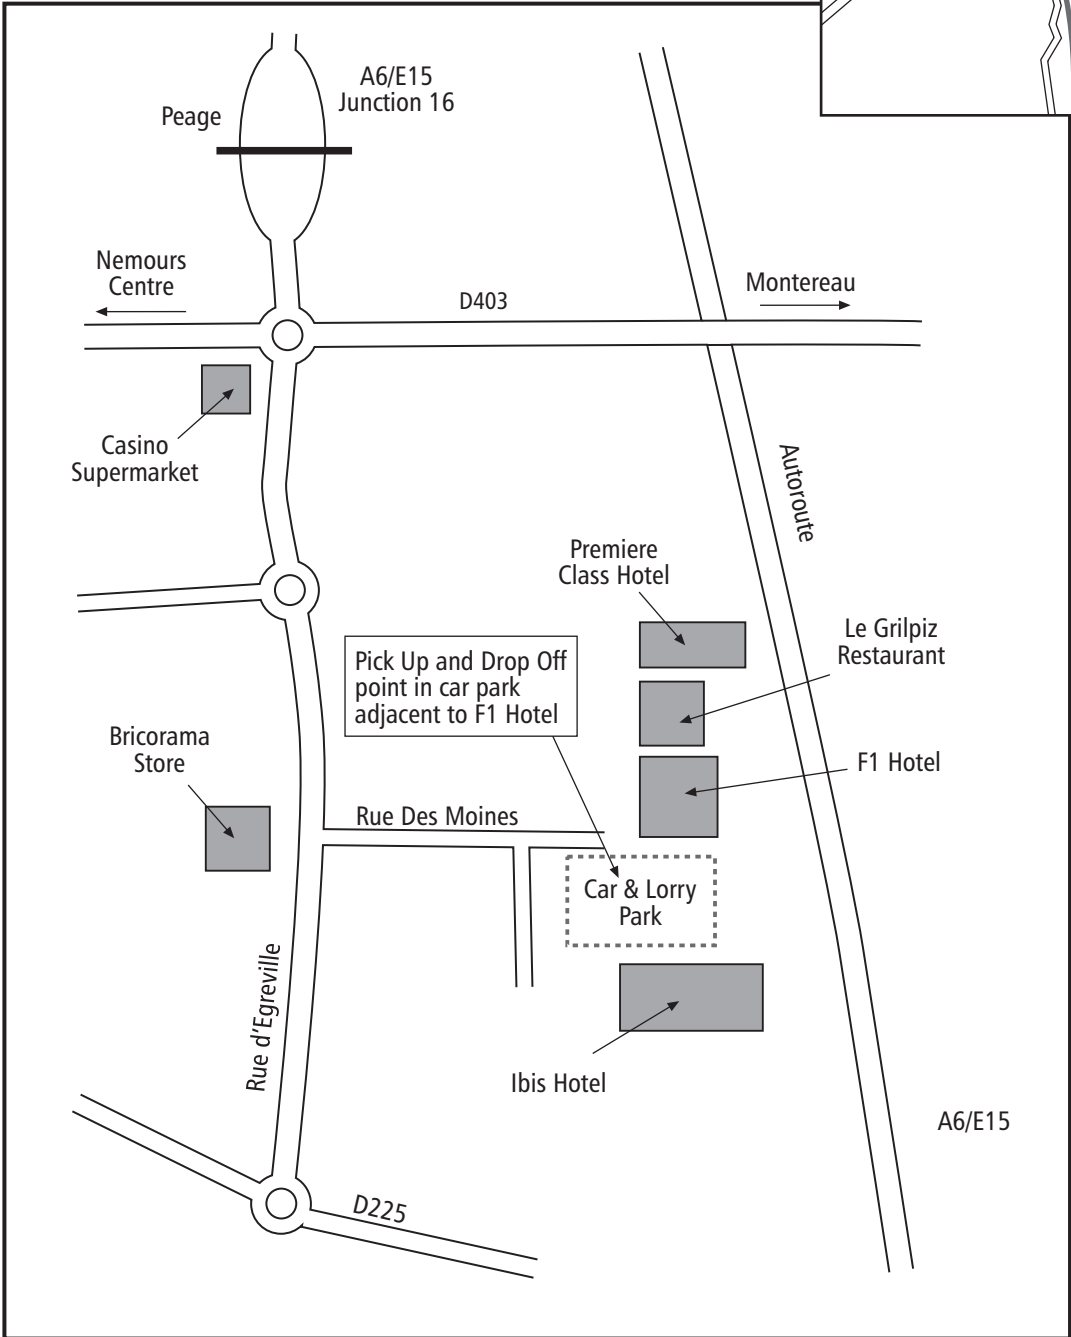 A6/E15
Junction 16
Peage
Nemours
Centre
D403
Montereau
Casino
Supermarket
Autoroute
Premiere
Class Hotel
Le Grilpiz
Restaurant
Pick Up and Drop Off
point in car park
adjacent to F1 Hotel
Bricorama
Store
F1 Hotel
Rue Des Moines
Car & Lorry
Park
Rue d'Egreville
Ibis Hotel
A6/E15
D225